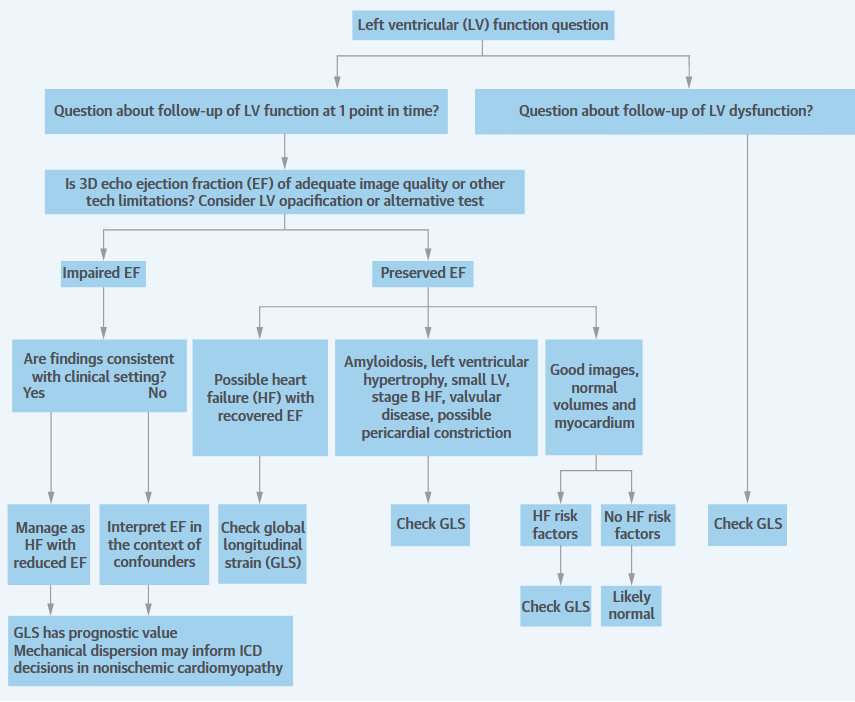 Left ventricular (LV) function question
Question about follow-up of LV function at 1 point in time?
Question about follow-up of LV dysfunction?
Is 3D echo ejection fraction (EF) of adequate image quality or other
tech limitations? Consider LV opacification or alternative test
Impaired EF
Preserved EF
Are findings consistent
with clinical setting?
Yes
No
Possible heart
failure (HF) with
recovered EF
Amyloidosis, left ventricular
hypertrophy, small LV,
stage B HF, valvular
disease, possible
pericardial constriction
Good images,
normal
volumes and
myocardium
Manage as
HF with
reduced EF
Interpret EF in
the context of
confounders
Check global
longitudinal
strain (GLS)
Check GLS
HF risk
factors
No HF risk
factors
Check GLS
Check GLS
Likely
normal
GLS has prognostic value
Mechanical dispersion may inform ICD
decisions in nonischemic cardiomyopathy